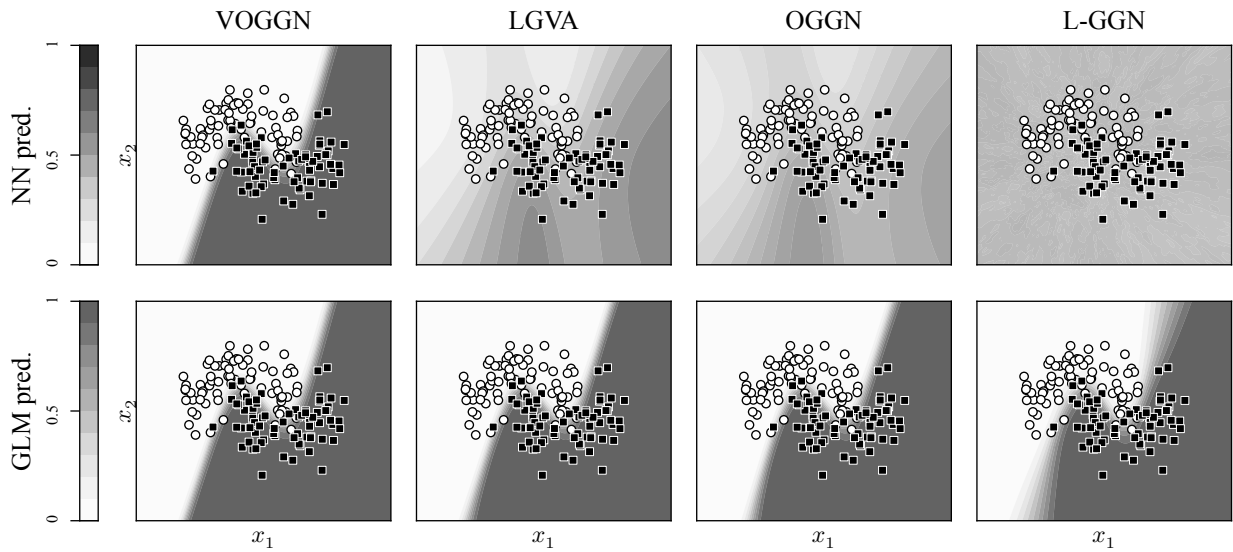 VOGGN LGVA OGGN L-GGN
NN pred.
1
0.5
0
x₂
GLM pred.
1
0.5
0
x₂
x₁ x₁ x₁ x₁